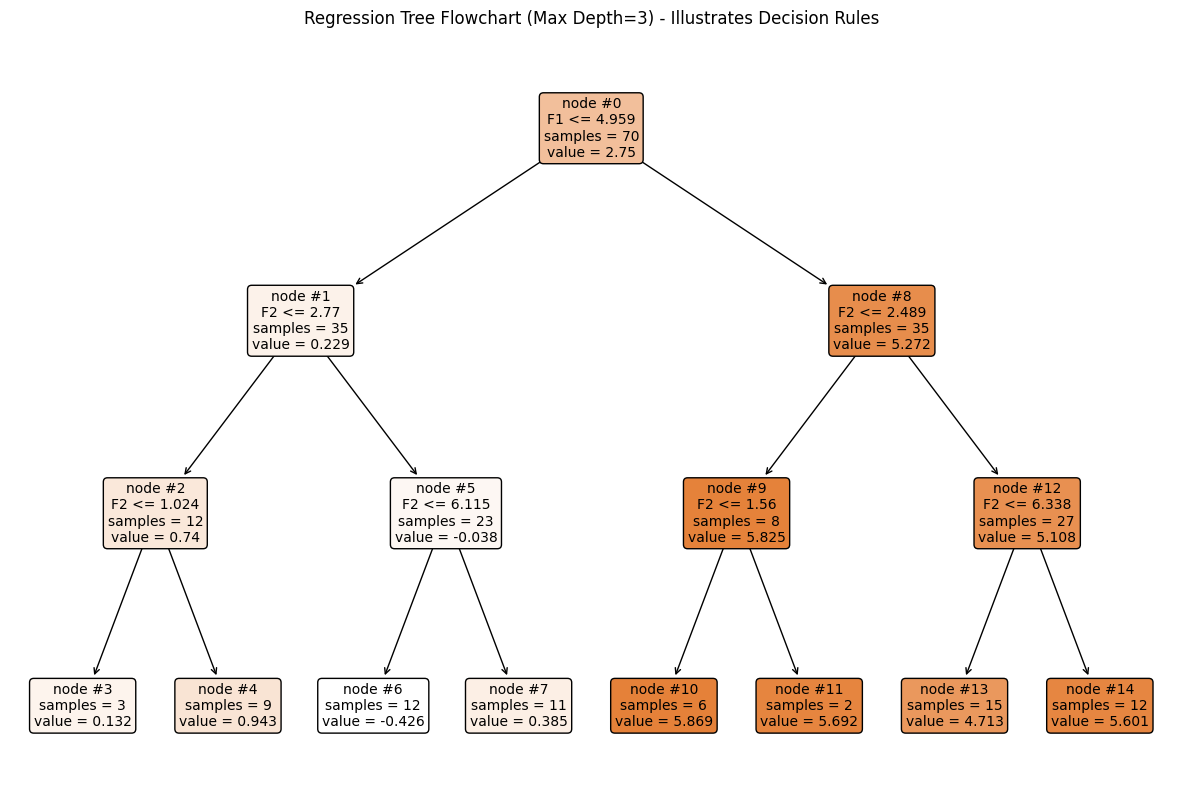 Regression Tree Flowchart (Max Depth=3) - Illustrates Decision Rules
node #0
F1 <= 4.959
samples = 70
value = 2.75
node #1
F2 <= 2.77
samples = 35
value = 0.229
node #8
F2 <= 2.489
samples = 35
value = 5.272
node #2
F2 <= 1.024
samples = 12
value = 0.74
node #5
F2 <= 6.115
samples = 23
value = -0.038
node #9
F2 <= 1.56
samples = 8
value = 5.825
node #12
F2 <= 6.338
samples = 27
value = 5.108
node #3
samples = 3
value = 0.132
node #4
samples = 9
value = 0.943
node #6
samples = 12
value = -0.426
node #7
samples = 11
value = 0.385
node #10
samples = 6
value = 5.869
node #11
samples = 2
value = 5.692
node #13
samples = 15
value = 4.713
node #14
samples = 12
value = 5.601